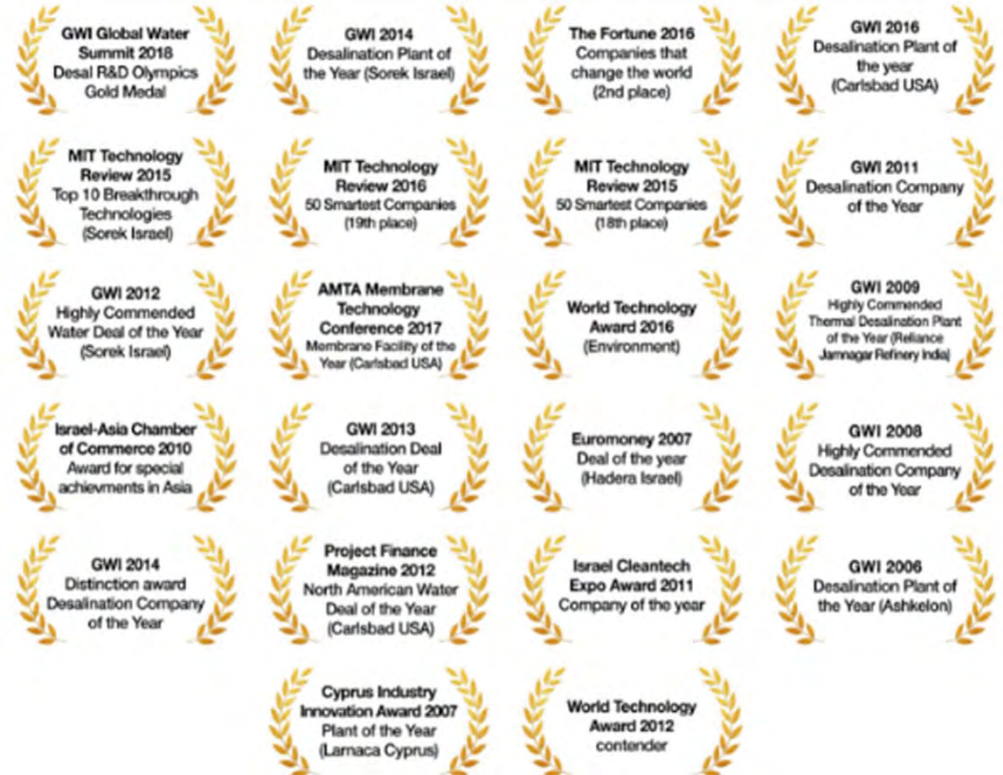 GWI Global Water
Summit 2018
Desal R&D Olympics
Gold Medal
GWI 2014
Desalination Plant of
the Year (Sorek Israel)
The Fortune 2016
Companies that
change the world
(2nd place)
GWI 2016
Desalination Plant of
the year
(Carlsbad USA)
MIT Technology
Review 2015
Top 10 Breakthrough
Technologies
(Sorek Israel)
MIT Technology
Review 2016
50 Smartest Companies
(19th place)
MIT Technology
Review 2015
50 Smartest Companies
(18th place)
GWI 2011
Desalination Company
of the Year
GWI 2012
Highly Commended
Water Deal of the Year
(Sorek Israel)
AMTA Membrane
Technology
Conference 2017
Membrane Facility of the
Year (Carlsbad USA)
World Technology
Award 2016
(Environment)
GWI 2009
Highly Commended
Thermal Desalination Plant
of the Year (Reliance
Jamnagar Refinery India)
Israel-Asia Chamber
of Commerce 2010
Award for special
achievments in Asia
GWI 2013
Desalination Deal
of the Year
(Carlsbad USA)
Euromoney 2007
Deal of the year
(Hadera Israel)
GWI 2008
Highly Commended
Desalination Company
of the Year
GWI 2014
Distinction award
Desalination Company
of the Year
Project Finance
Magazine 2012
North American Water
Deal of the Year
(Carlsbad USA)
Israel Cleantech
Expo Award 2011
Company of the year
GWI 2006
Desalination Plant of
the Year (Ashkelon)
Cyprus Industry
Innovation Award 2007
Plant of the Year
(Larnaca Cyprus)
World Technology
Award 2012
contender